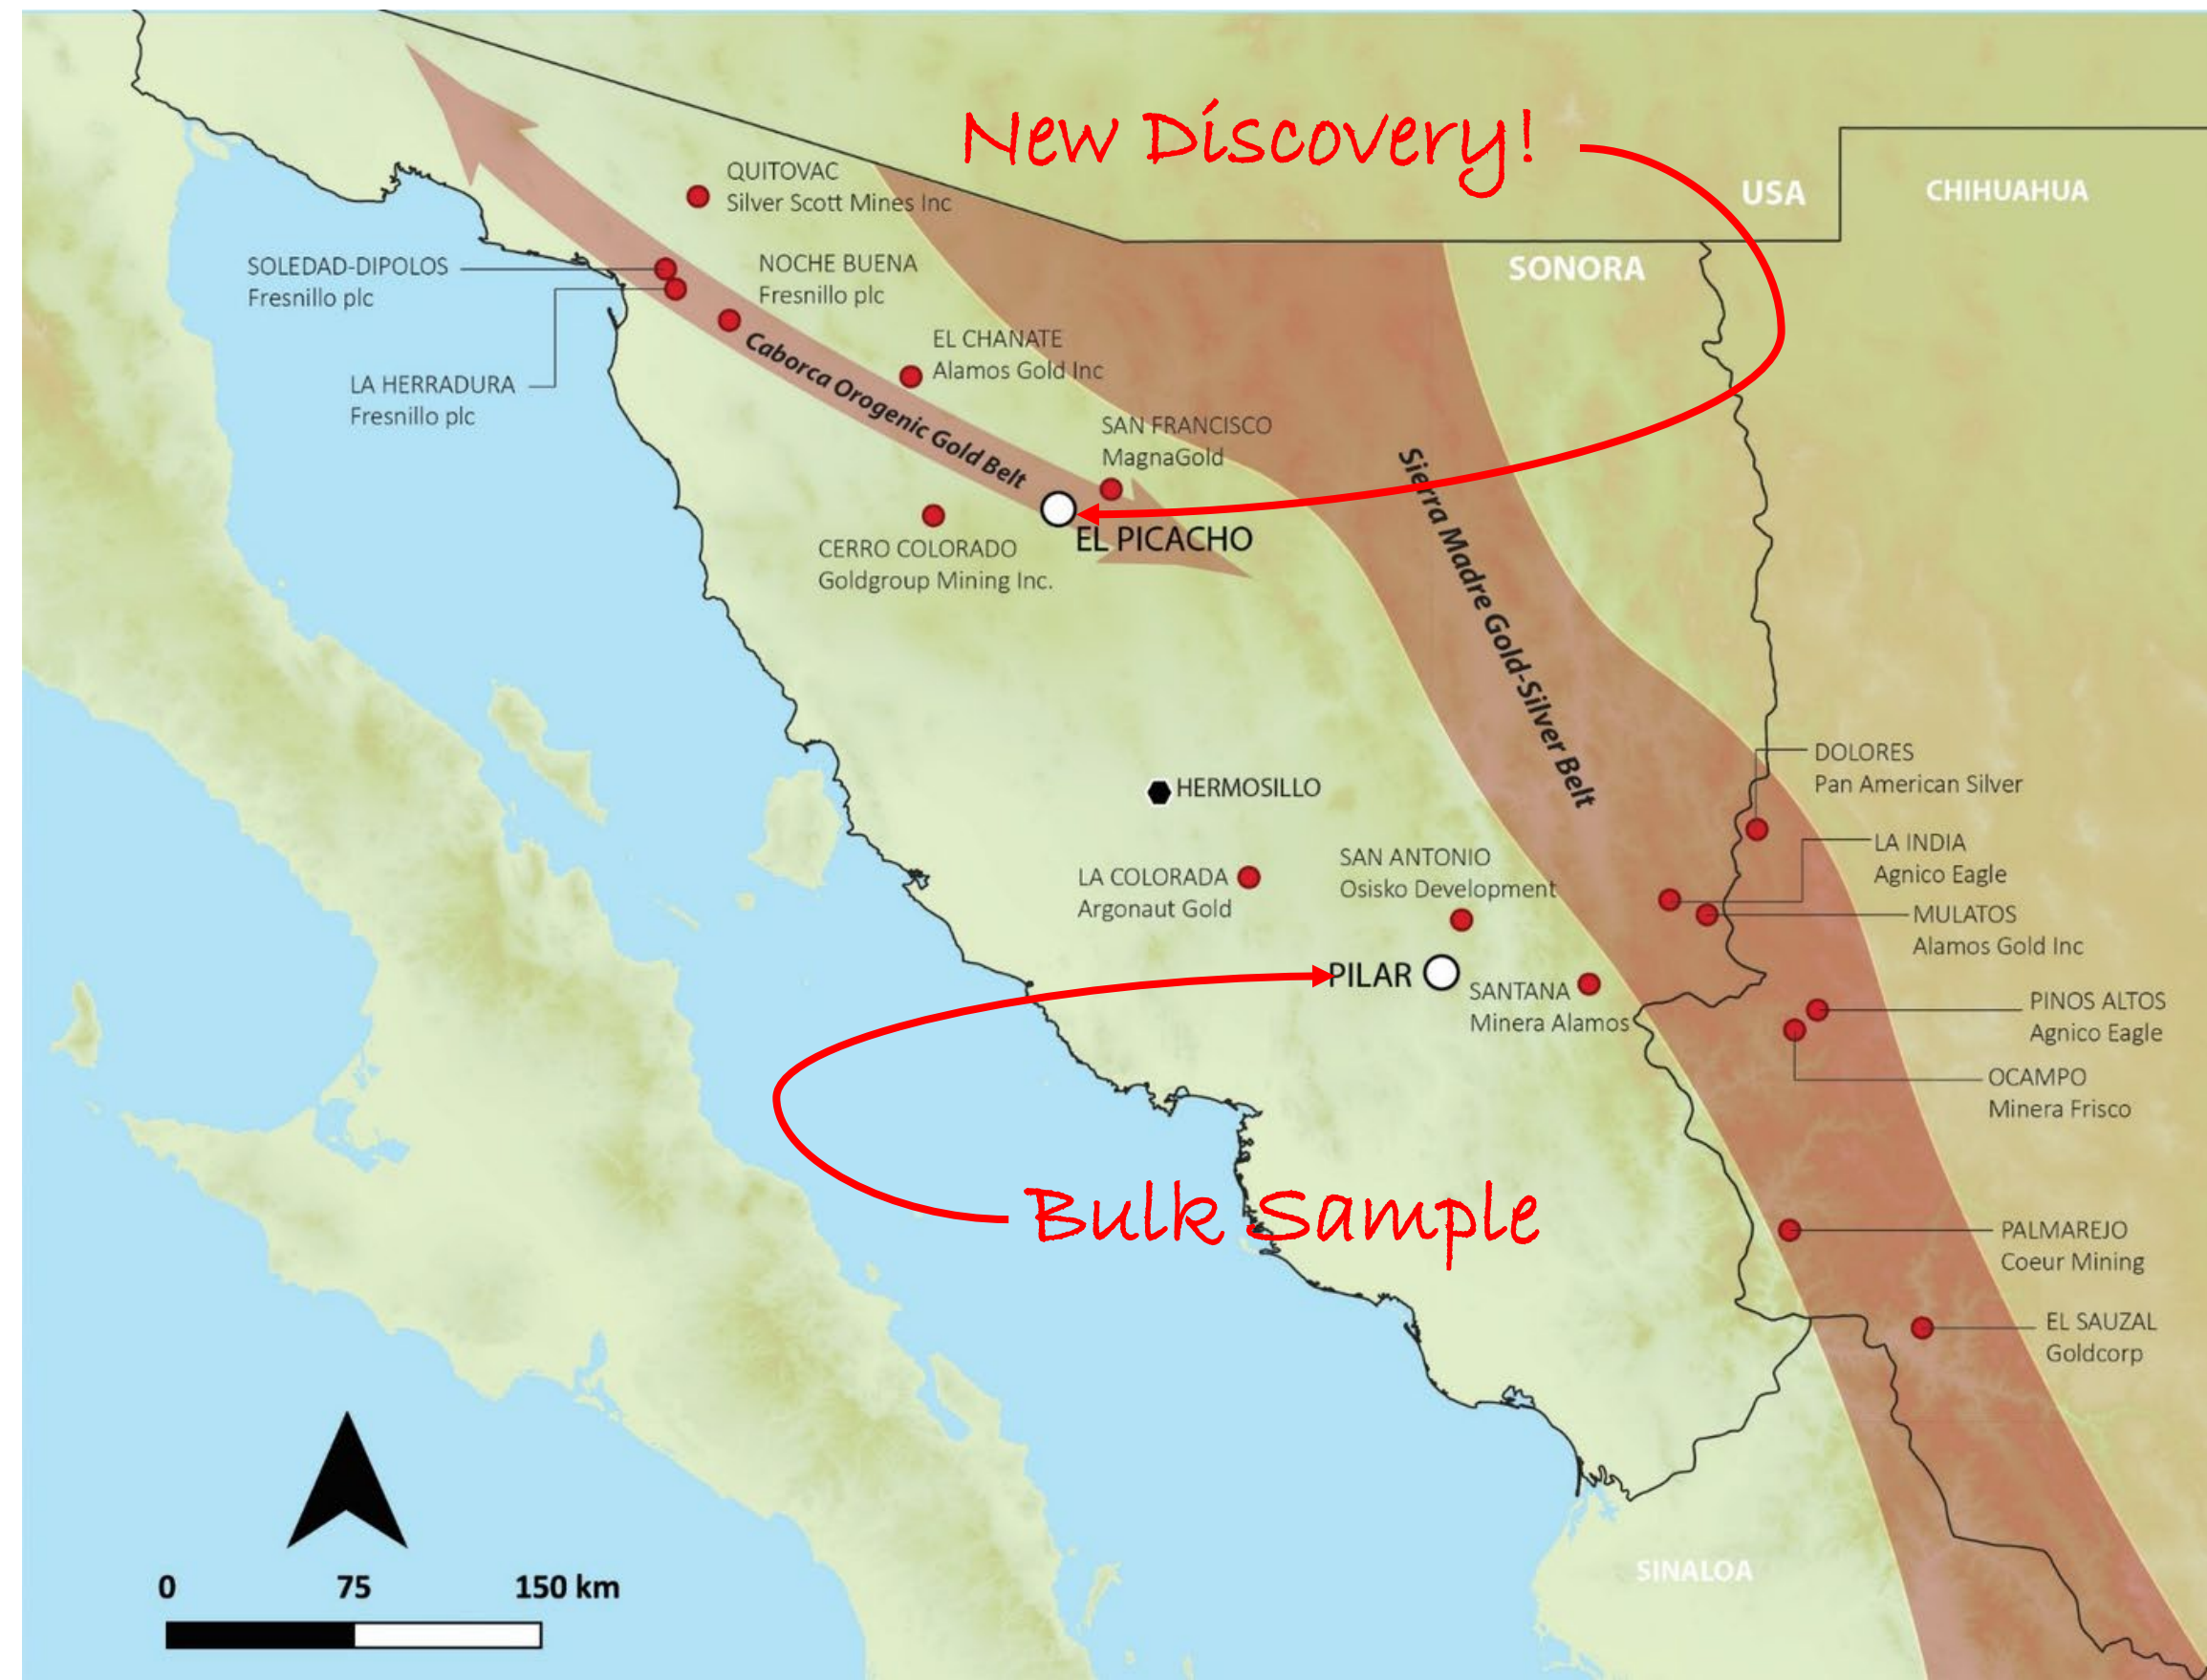 New Discovery!
USA
CHIHUAHUA
QUITOVAC
Silver Scott Mines Inc
SONORA
SOLEDAD-DIPOLOS
Fresnillo plc
NOCHE BUENA
Fresnillo plc
EL CHANATE
Alamos Gold Inc
LA HERRADURA
Fresnillo plc
Caborca Orogenic Gold Belt
SAN FRANCISCO
MagnaGold
Sierra Madre Gold-Silver Belt
EL PICACHO
CERRO COLORADO
Goldgroup Mining Inc.
DOLORES
Pan American Silver
HERMOSILLO
LA INDIA
Agnico Eagle
SAN ANTONIO
Osisko Development
LA COLORADA
Argonaut Gold
MULATOS
Alamos Gold Inc
PILAR
SANTANA
Minera Alamos
PINOS ALTOS
Agnico Eagle
OCAMPO
Minera Frisco
Bulk Sample
PALMAREJO
Coeur Mining
EL SAUZAL
Goldcorp
SINALOA
0 75 150 km